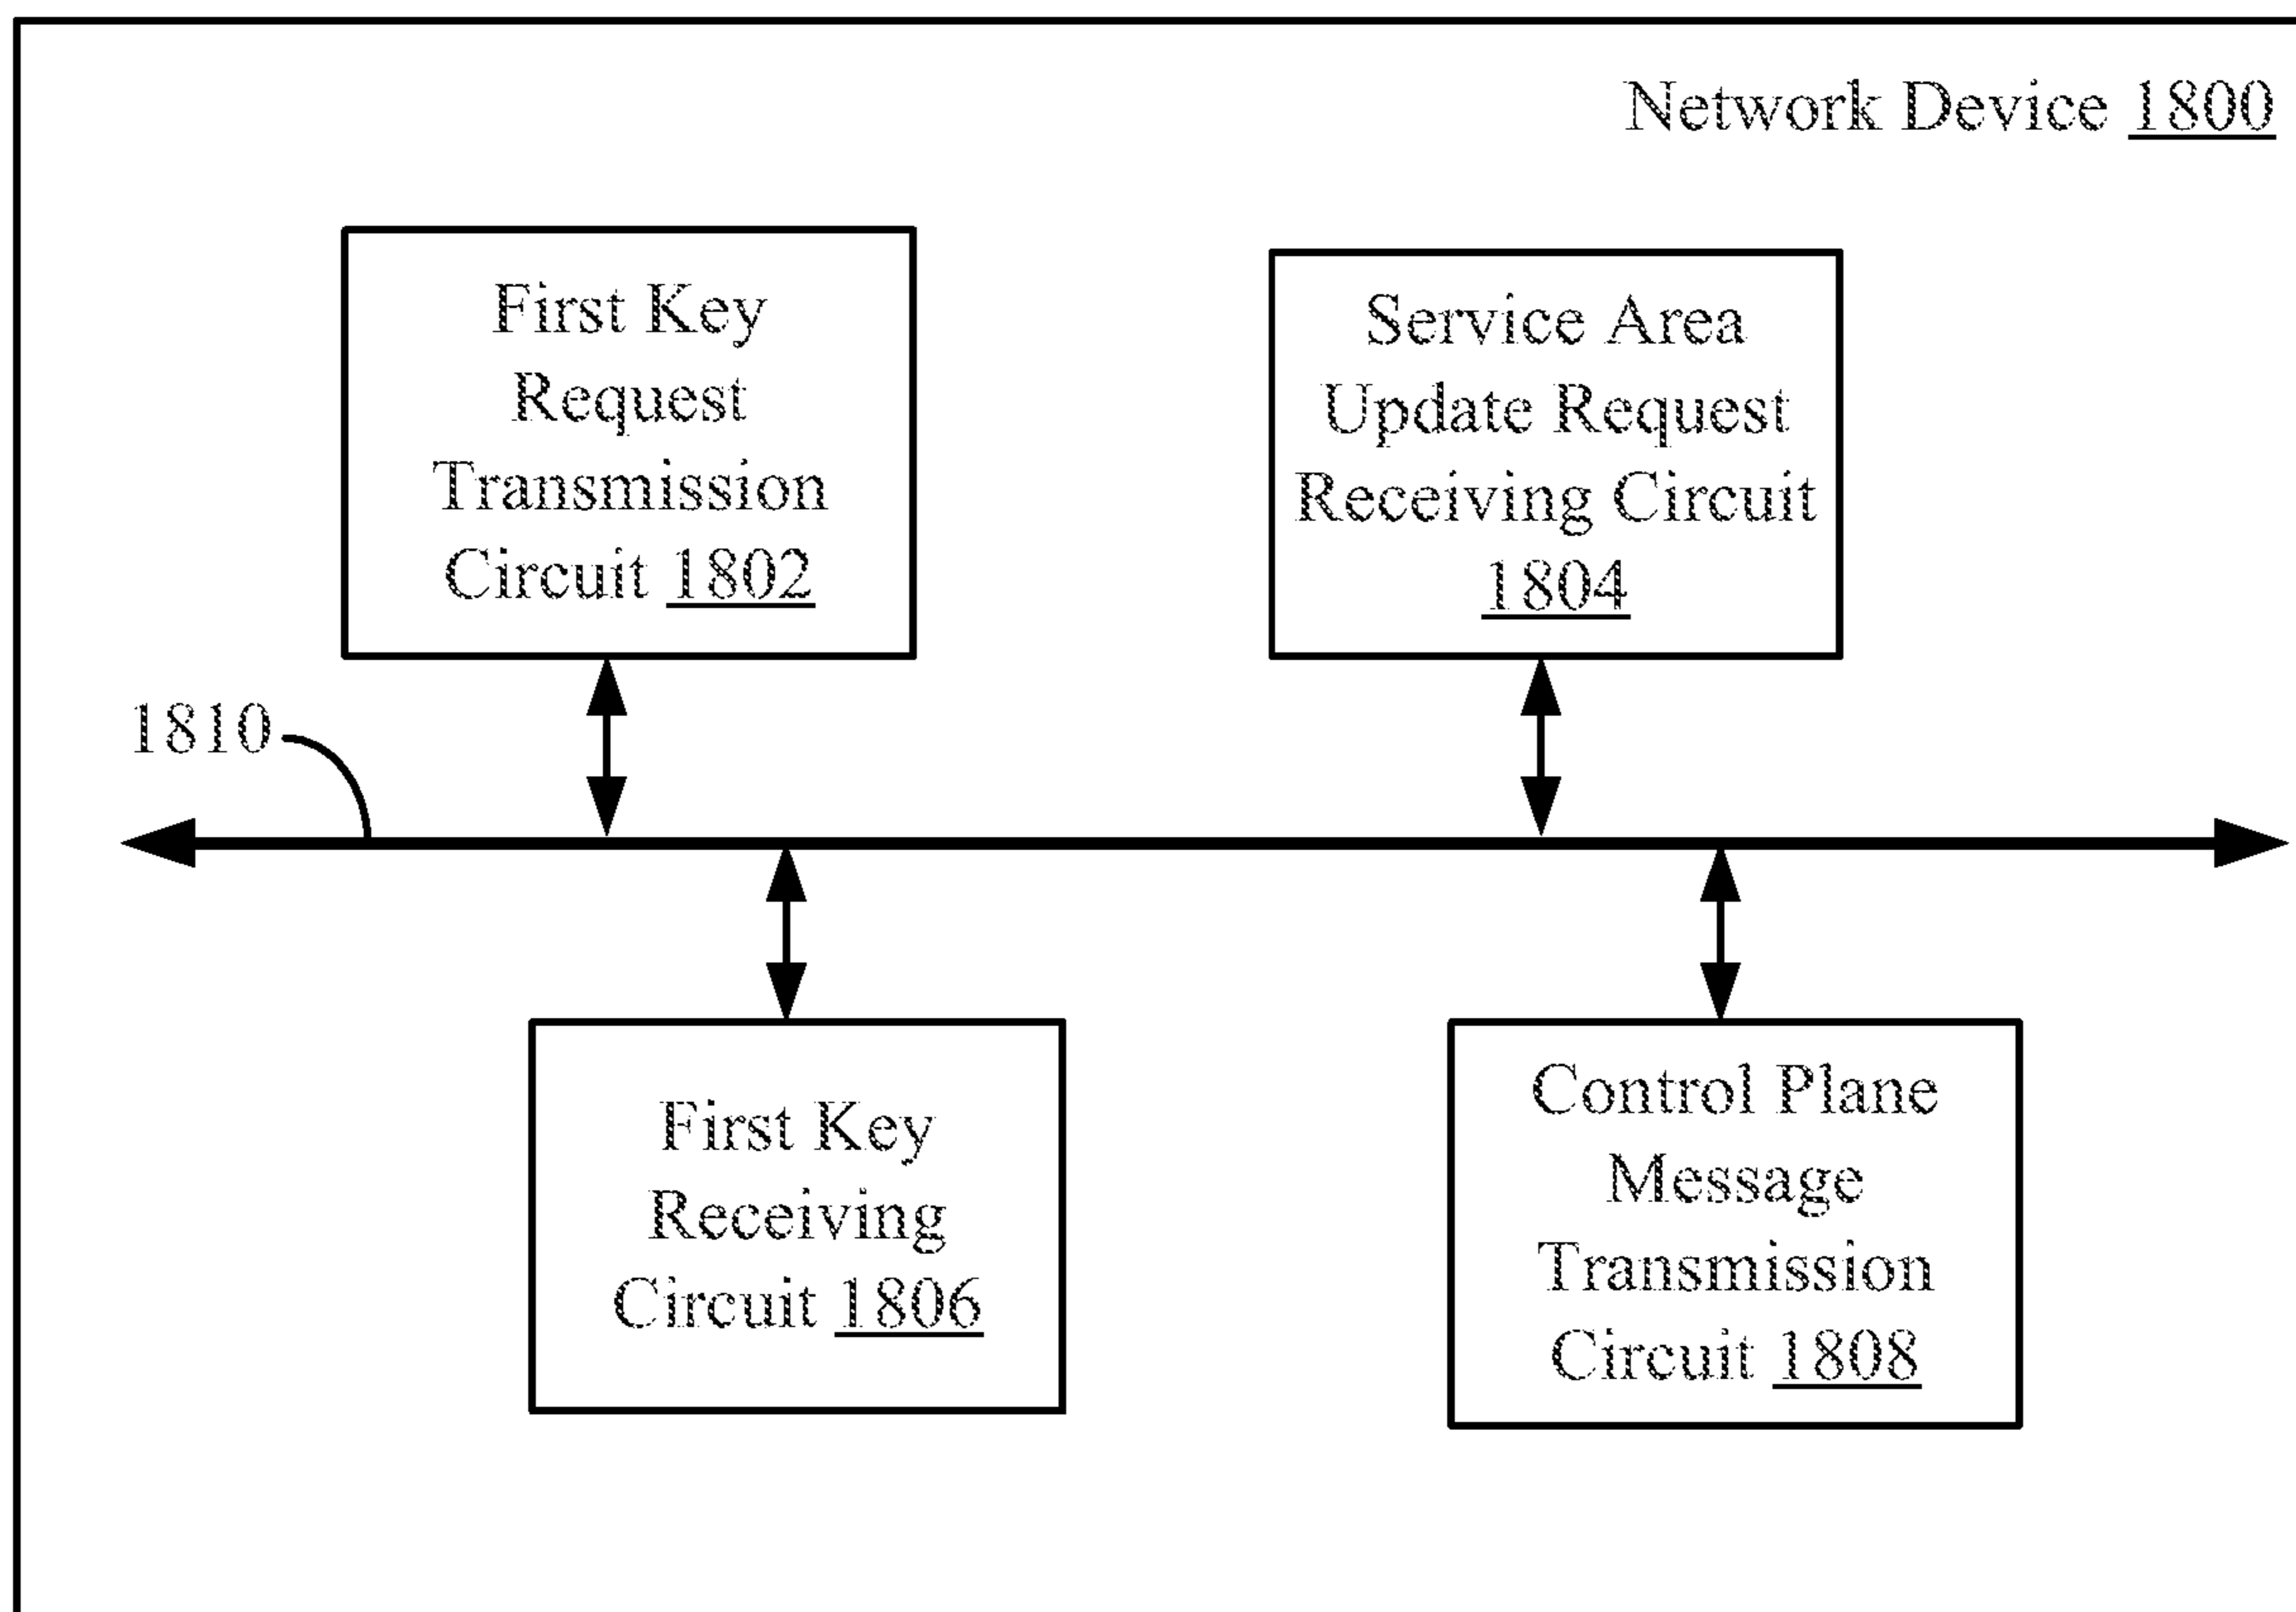 Network Device 1800
First Key
Request
Transmission
Circuit 1802
Service Area
Update Request
Receiving Circuit
1804
1810
First Key
Receiving
Circuit 1806
Control Plane
Message
Transmission
Circuit 1808